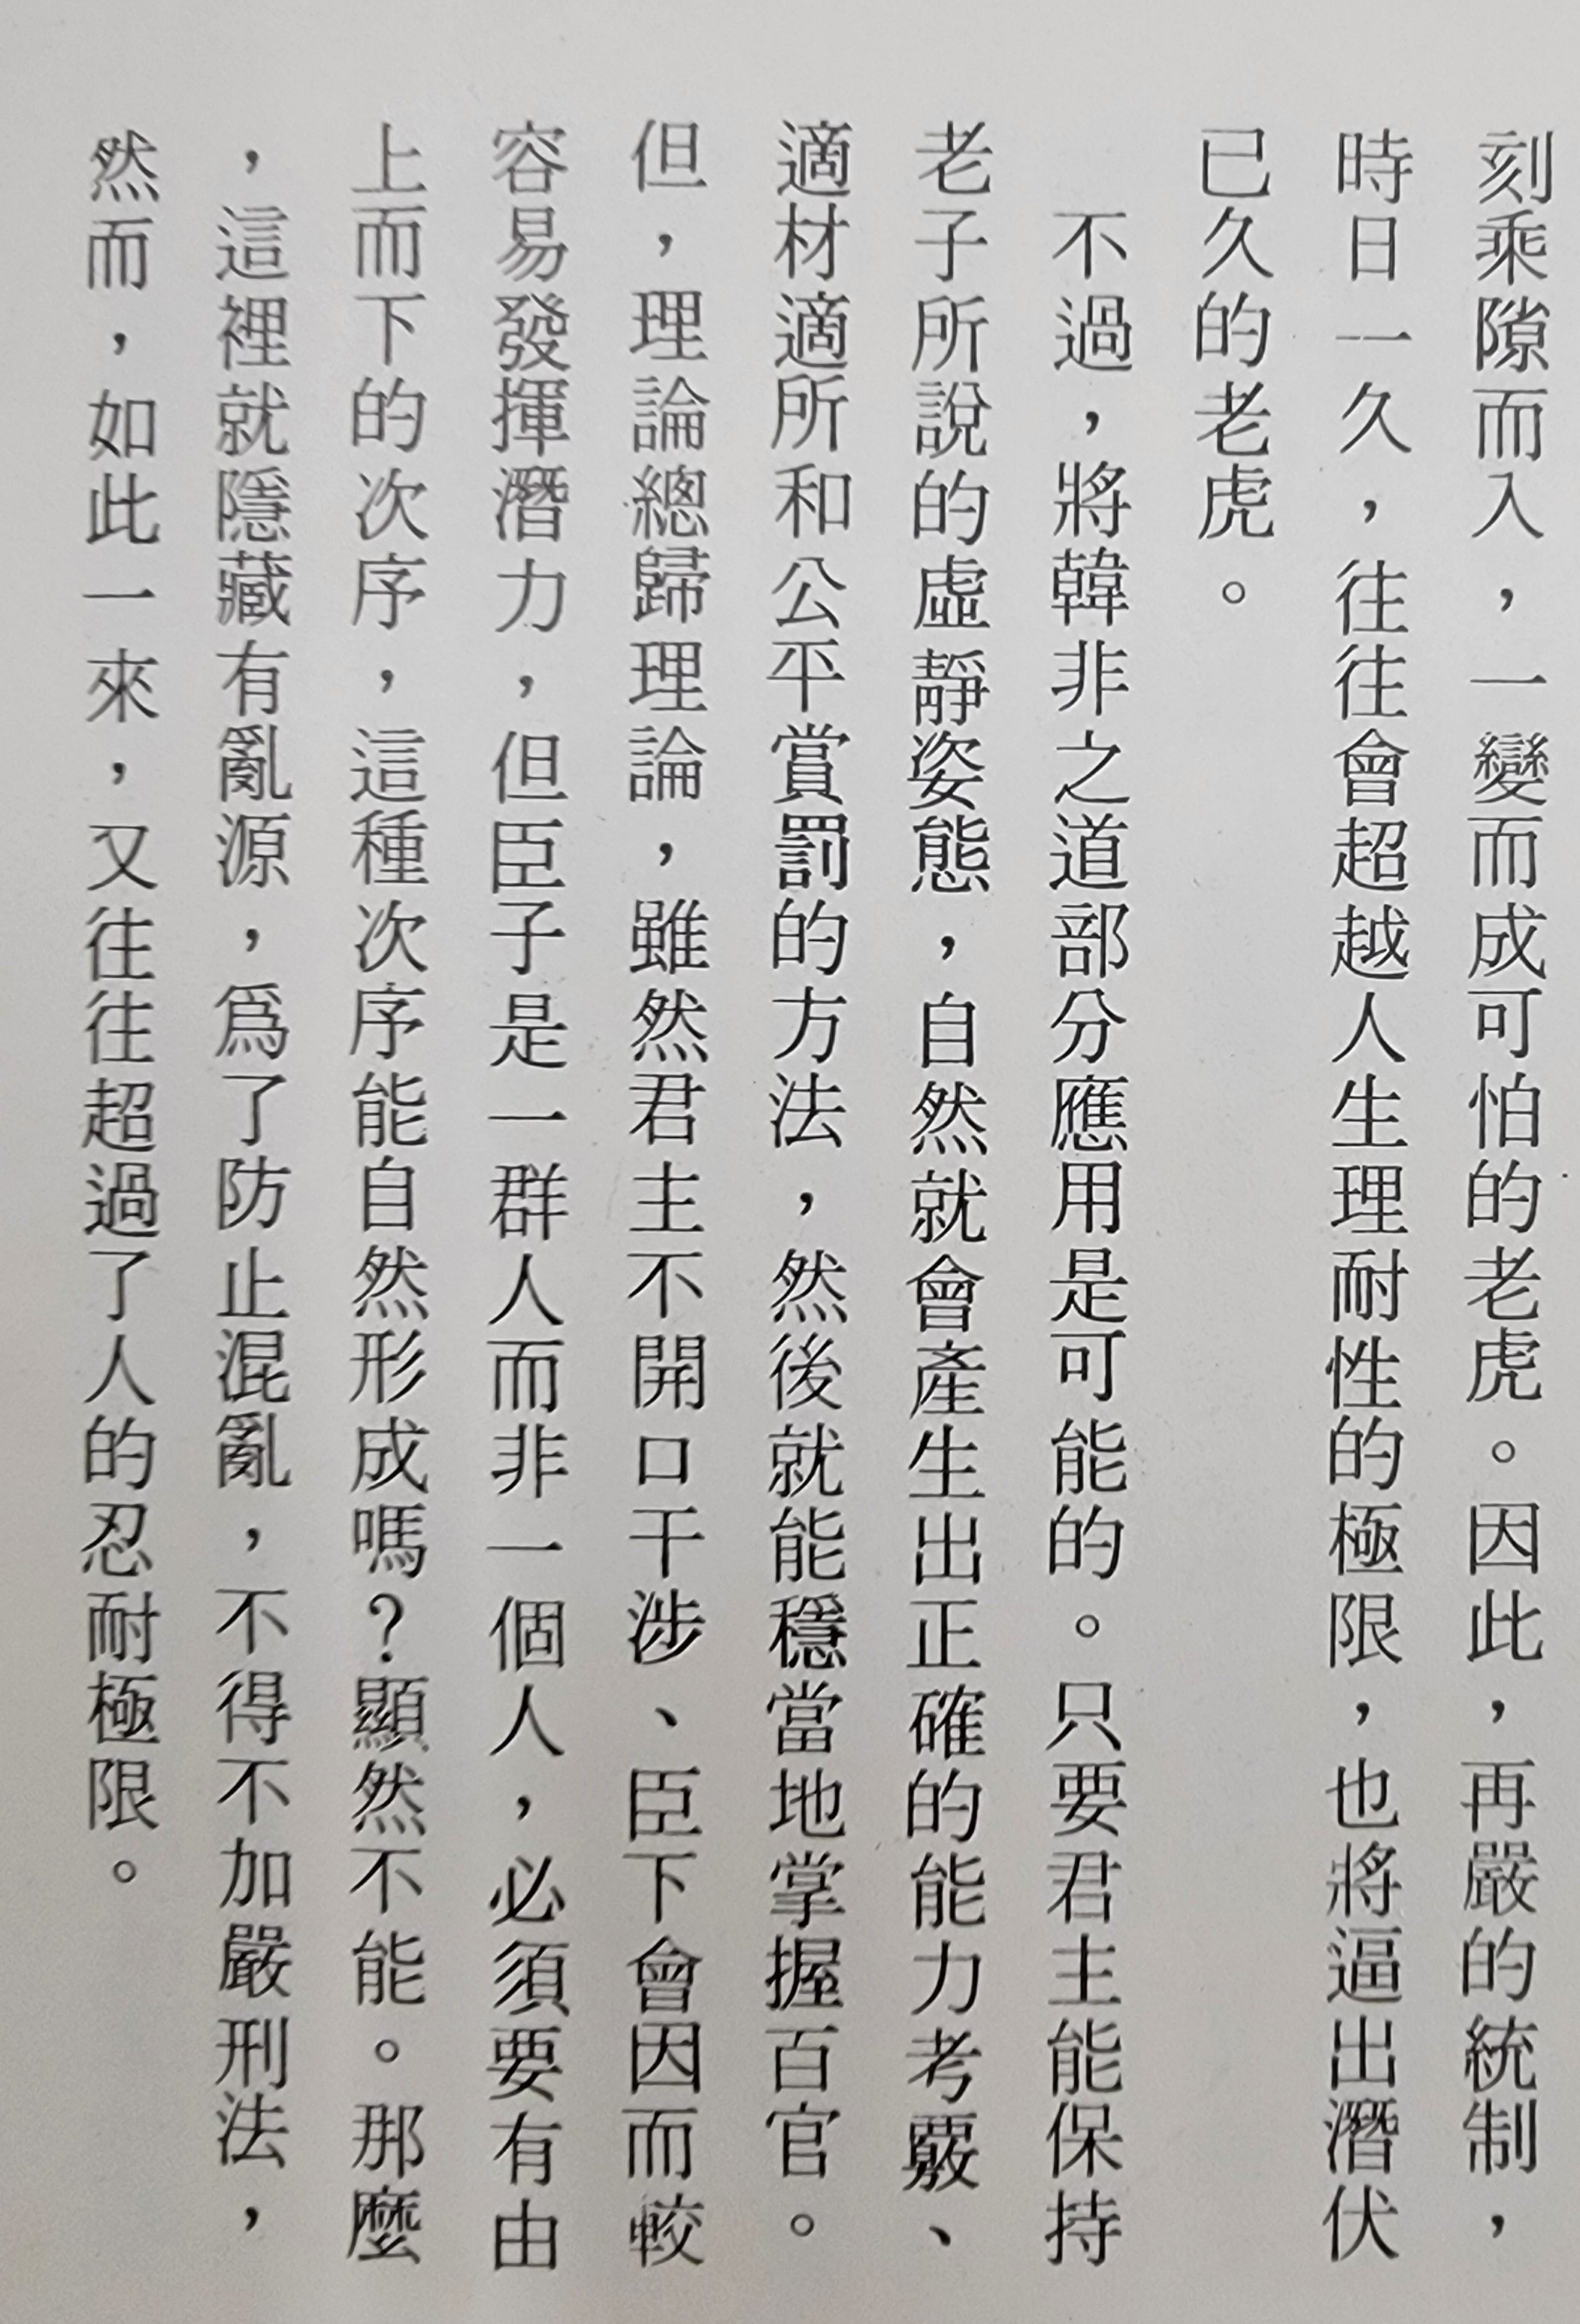 刻乘隙而入，一變而成可怕的老虎。因此，再嚴的統制，
時日一久，往往會超越人生理耐性的極限，也將逼出潛伏
已久的老虎。
不過，將韓非之道部分應用是可能的。只要君主能保持
老子所說的虛靜姿態，自然就會產生出正確的能力考覈、
適材適所和公平賞罰的方法，然後就能穩當地掌握百官。
但，理論總歸理論，雖然君主不開口干涉、臣下會因而較
容易發揮潛力，但臣子是一群人而非一個人，必須要有由
上而下的次序，這種次序能自然形成嗎？顯然不能。那麼
，這裡就隱藏有亂源，爲了防止混亂，不得不加嚴刑法，
然而，如此一來，又往往超過了人的忍耐極限。